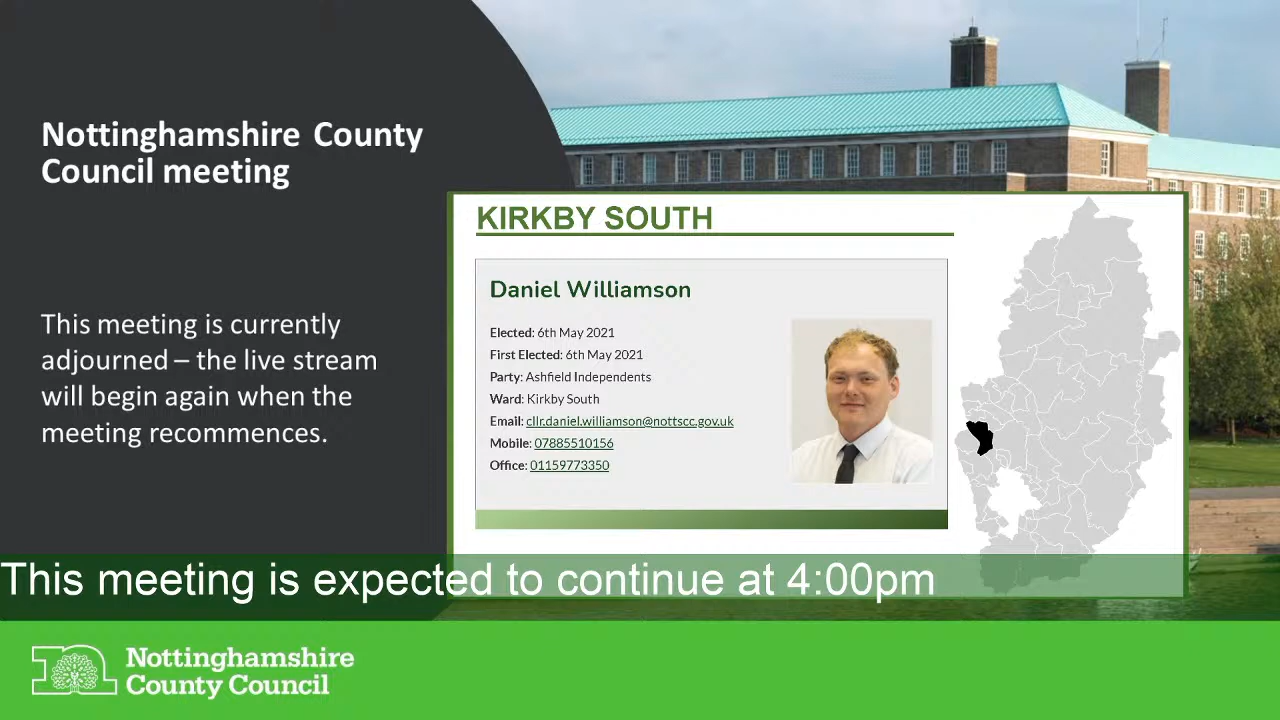 Nottinghamshire County
Council meeting
This meeting is currently
adjourned – the live stream
will begin again when the
meeting recommences.
KIRKBY SOUTH
Daniel Williamson
Elected: 6th May 2021
First Elected: 6th May 2021
Party: Ashfield Independents
Ward: Kirkby South
Email: cllr.daniel.williamson@nottscc.gov.uk
Mobile: 07885510156
Office: 01159773350
This meeting is expected to continue at 4:00pm
Nottinghamshire
County Council